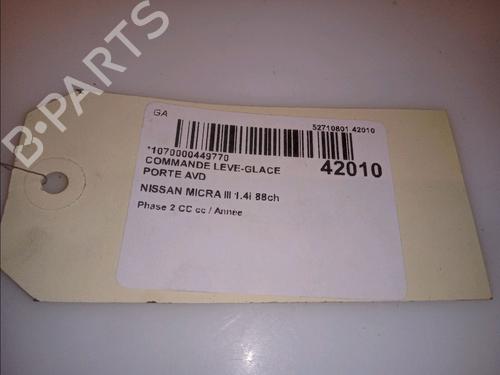 B-PARTS
GA
52710801 42010
*1070000449770
42010
COMMANDE LEVE-GLACE
PORTE AVD
NISSAN MICRA III 1.4i 88ch
Phase 2 CC cc / Annee